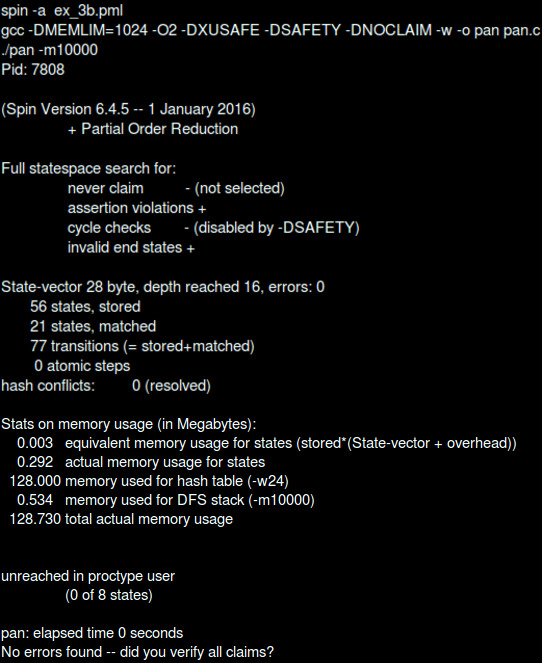 spin -a  ex_3b.pml
gcc -DMEMLIM=1024 -O2 -DXUSAFE -DSAFETY -DNOCLAIM -w -o pan pan.c
./pan -m10000
Pid: 7808
(Spin Version 6.4.5 -- 1 January 2016)
+ Partial Order Reduction
Full statespace search for:
never claim - (not selected)
assertion violations +
cycle checks - (disabled by -DSAFETY)
invalid end states +
State-vector 28 byte, depth reached 16, errors: 0
56 states, stored
21 states, matched
77 transitions (= stored+matched)
0 atomic steps
hash conflicts: 0 (resolved)
Stats on memory usage (in Megabytes):
0.003 equivalent memory usage for states (stored*(State-vector + overhead))
0.292 actual memory usage for states
128.000 memory used for hash table (-w24)
0.534 memory used for DFS stack (-m10000)
128.730 total actual memory usage
unreached in proctype user
(0 of 8 states)
pan: elapsed time 0 seconds
No errors found -- did you verify all claims?